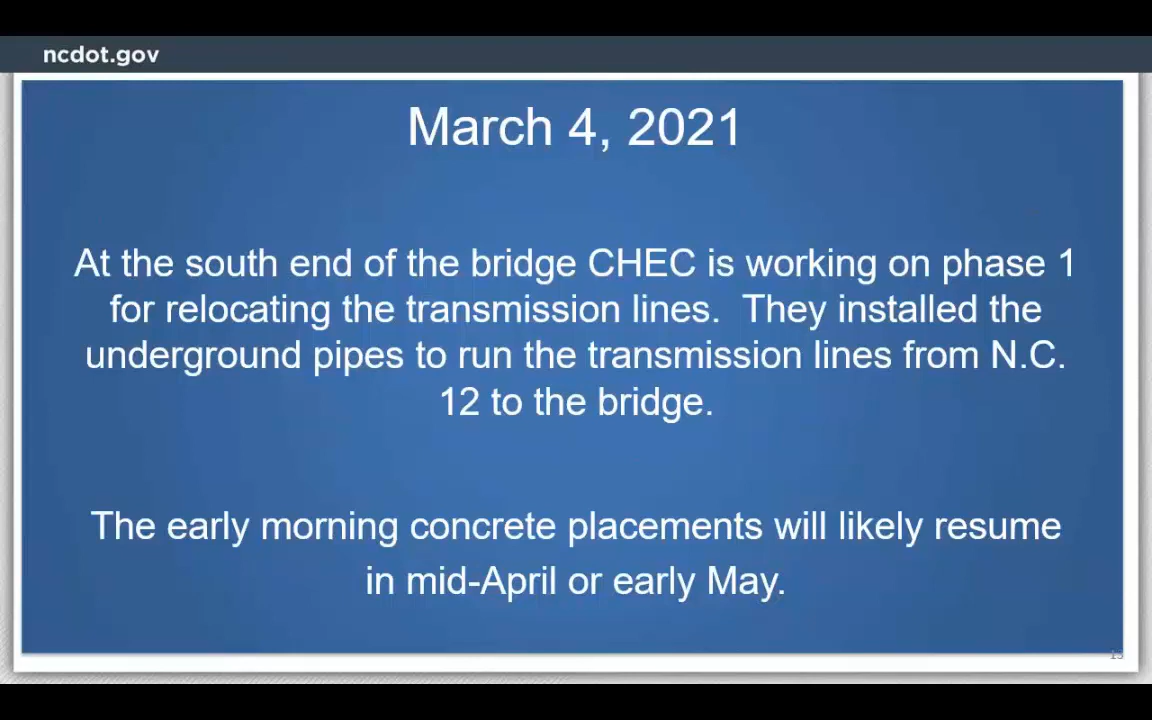 ncdot.gov
March 4, 2021
At the south end of the bridge CHEC is working on phase 1
for relocating the transmission lines.  They installed the
underground pipes to run the transmission lines from N.C.
12 to the bridge.
The early morning concrete placements will likely resume
in mid-April or early May.